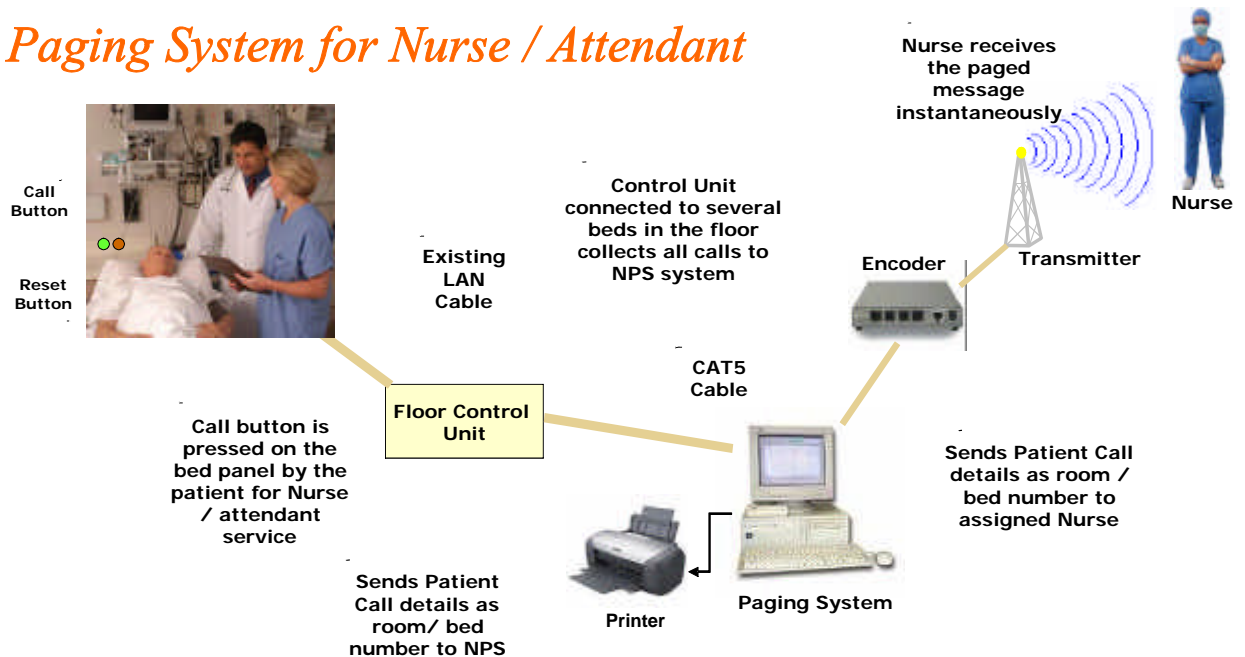 Paging System for Nurse / Attendant
Nurse receives
the paged
message
instantaneously
Nurse
Call
Button
Reset
Button
Existing
LAN
Cable
Control Unit
connected to several
beds in the floor
collects all calls to
NPS system
Encoder
Transmitter
CAT5
Cable
Floor Control
Unit
Call button is
pressed on the
bed panel by the
patient for Nurse
/ attendant
service
Sends Patient Call
details as room /
bed number to
assigned Nurse
Sends Patient
Call details as
room/ bed
number to NPS
Printer
Paging System